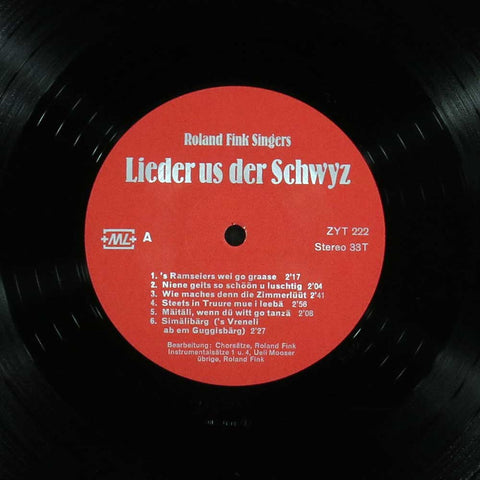 Roland Fink Singers
Lieder us der Schwyz
ML
A
ZYT 222
Stereo 33T
1. 's Ramseiers wei go graase 2'17
2. Niene geits so schöön u luschtig 2'04
3. Wie maches denn die Zimmerlüüt 2'41
4. Steets in Truure mue i leebä 2'56
5. Mäitäli, wenn dü witt go tanzä 2'08
6. Simälibärg ('s Vreneli
ab em Guggisbärg) 2'27
Bearbeitung: Chorsätze, Roland Fink
Instrumentalsätze 1 u. 4, Ueli Mooser
übrige, Roland Fink